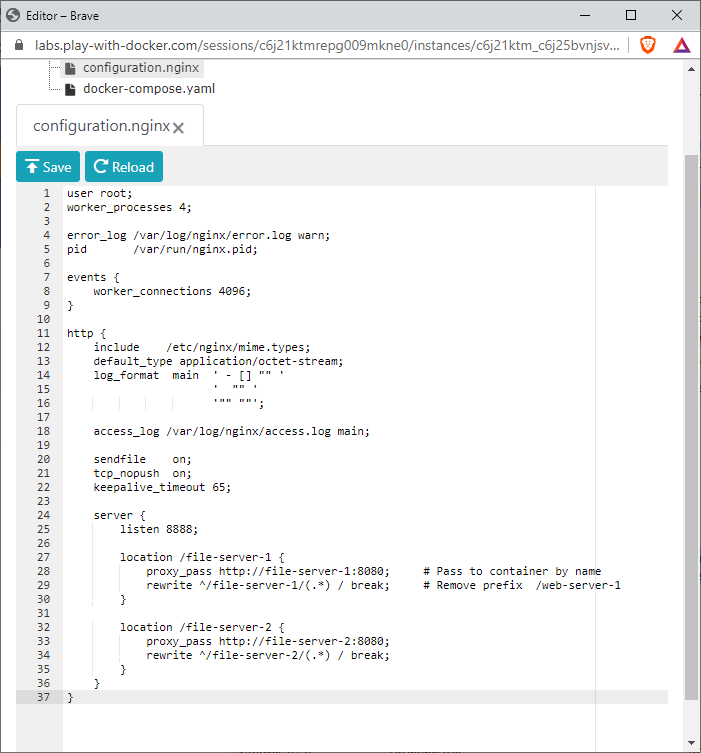 Editor – Brave
labs.play-with-docker.com/sessions/c6j21ktmrepg009mkne0/instances/c6j21ktm_c6j25bvnjsv...
configuration.nginx
docker-compose.yaml
configuration.nginx
Save Reload
1 user root;
2 worker_processes 4;
3
4 error_log /var/log/nginx/error.log warn;
5 pid       /var/run/nginx.pid;
6
7 events {
8     worker_connections 4096;
9 }
10
11 http {
12     include    /etc/nginx/mime.types;
13     default_type application/octet-stream;
14     log_format  main  ' - [] "" '
15                       '  "" '
16                       '"" ""';
17
18     access_log /var/log/nginx/access.log main;
19
20     sendfile    on;
21     tcp_nopush  on;
22     keepalive_timeout 65;
23
24     server {
25         listen 8888;
26
27         location /file-server-1 {
28             proxy_pass http://file-server-1:8080;     # Pass to container by name
29             rewrite ^/file-server-1/(.*) / break;     # Remove prefix  /web-server-1
30         }
31
32         location /file-server-2 {
33             proxy_pass http://file-server-2:8080;
34             rewrite ^/file-server-2/(.*) / break;
35         }
36     }
37 }